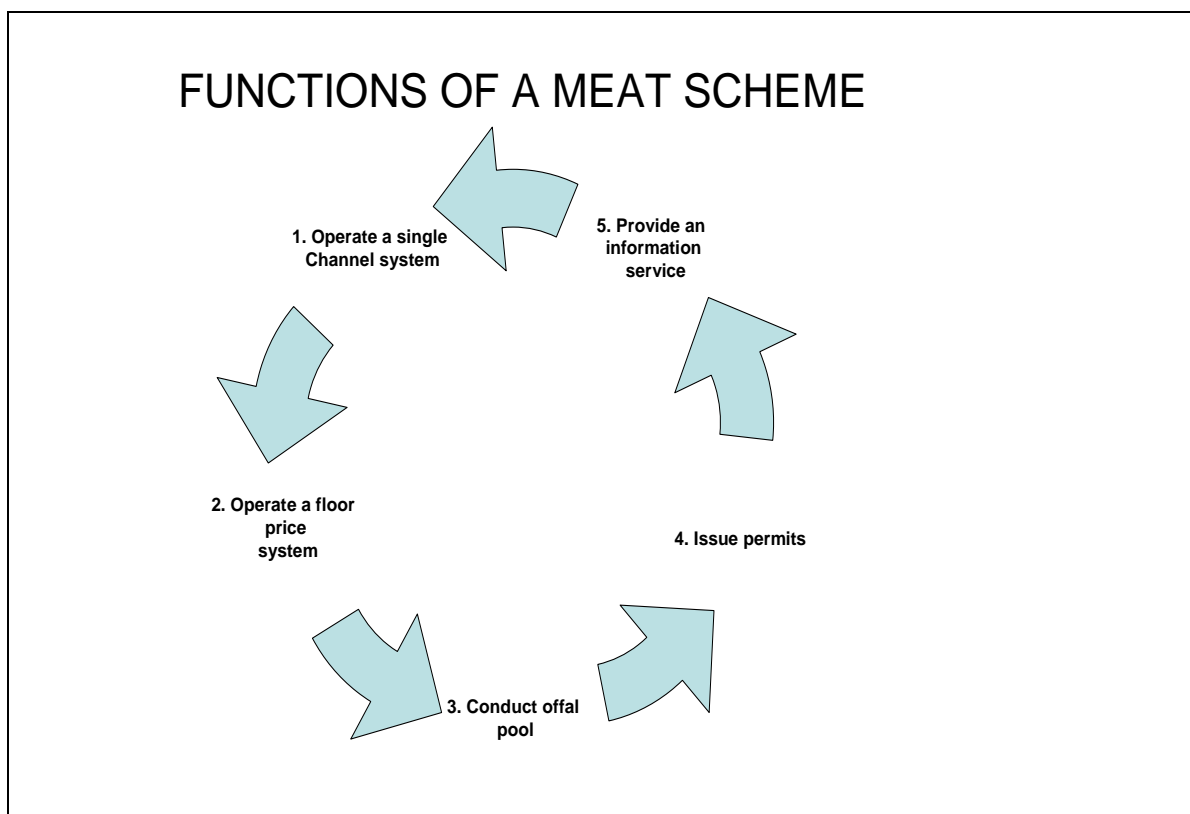 FUNCTIONS OF A MEAT SCHEME
1. Operate a single
Channel system
2. Operate a floor
price
system
3. Conduct offal
pool
4. Issue permits
5. Provide an
information
service